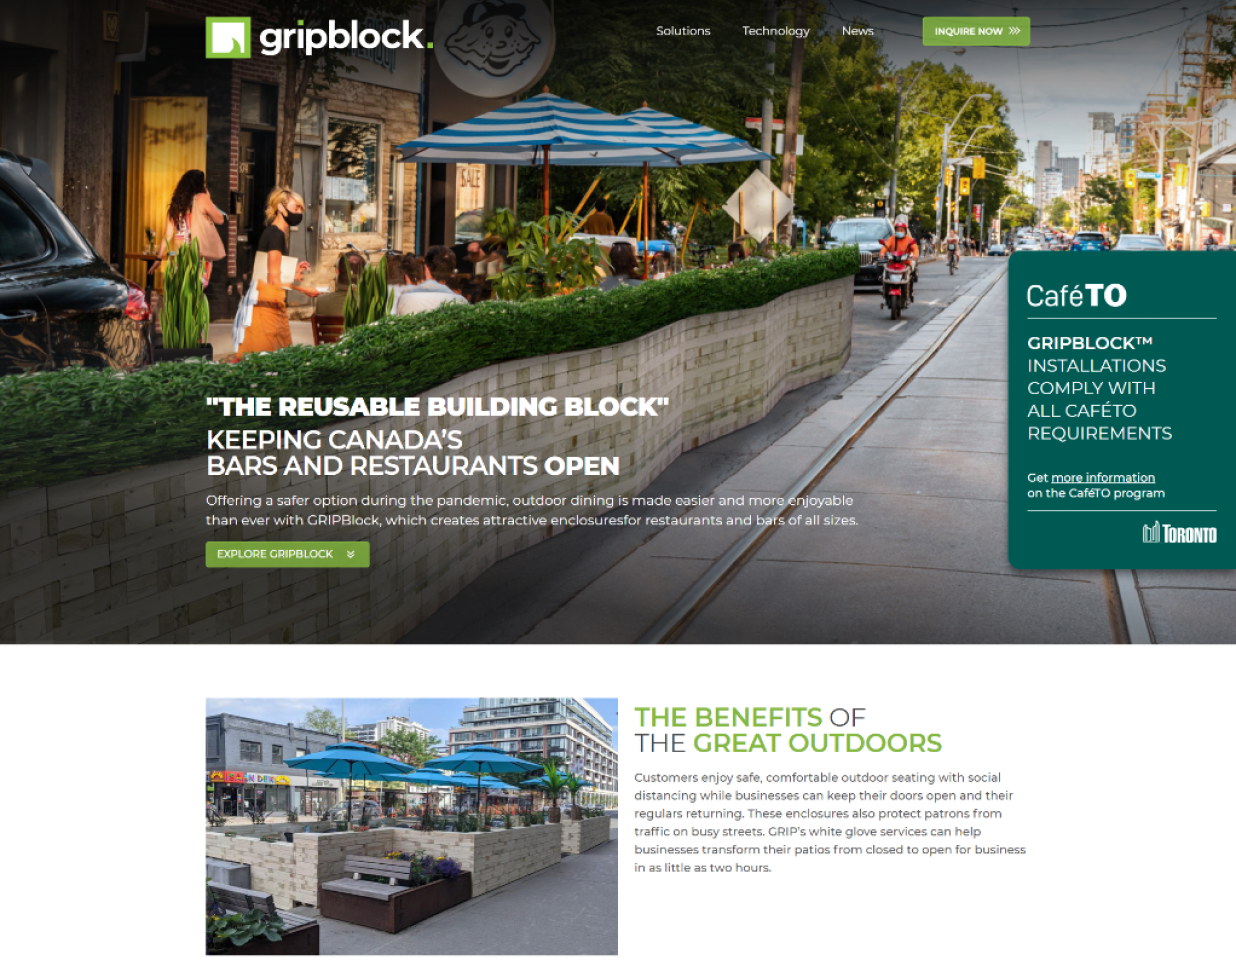 gripblock.
Solutions
Technology
News
INQUIRE NOW
SALE
CaféTO
GRIPBLOCK™
INSTALLATIONS
COMPLY WITH
ALL CAFÉTO
REQUIREMENTS
Get more information
on the CaféTO program
TORONTO
"THE REUSABLE BUILDING BLOCK"
KEEPING CANADA'S
BARS AND RESTAURANTS OPEN
Offering a safer option during the pandemic, outdoor dining is made easier and more enjoyable
than ever with GRIPBlock, which creates attractive enclosuresfor restaurants and bars of all sizes.
EXPLORE GRIPBLOCK
THE BENEFITS OF
THE GREAT OUTDOORS
Customers enjoy safe, comfortable outdoor seating with social
distancing while businesses can keep their doors open and their
regulars returning. These enclosures also protect patrons from
traffic on busy streets. GRIP's white glove services can help
businesses transform their patios from closed to open for business
in as little as two hours.